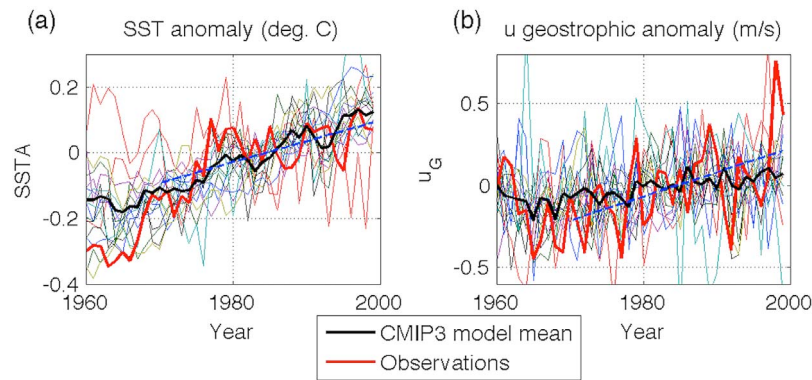 (a) SST anomaly (deg. C)
(b) u geostrophic anomaly (m/s)
SSTA
0.2
0
-0.2
-0.4
1960 1980 2000
Year
u_G
0.5
0
-0.5
1960 1980 2000
Year
CMIP3 model mean
Observations